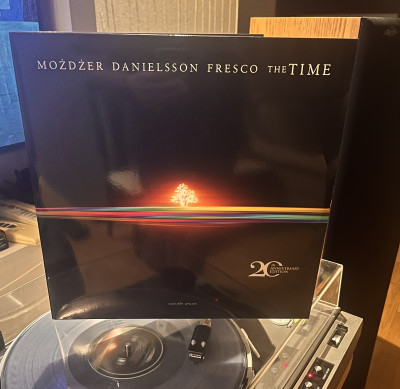 MOŻDŻER DANIELSSON FRESCO THE TIME
20 ANNIVERSARY
EDITION